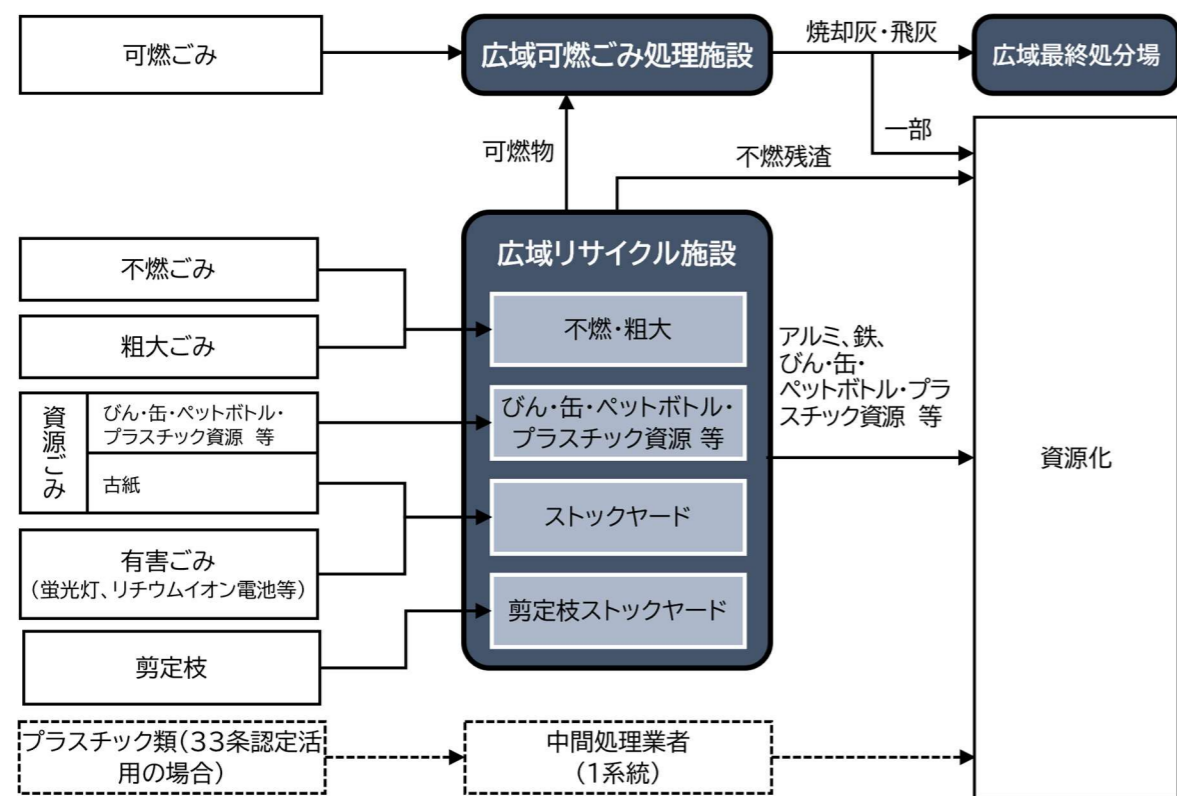 可燃ごみ
広域可燃ごみ処理施設
焼却灰・飛灰
広域最終処分場
一部
可燃物
不燃残渣
広域リサイクル施設
不燃ごみ
粗大ごみ
不燃・粗大
資源ごみ
びん・缶・ペットボトル・
プラスチック資源 等
古紙
びん・缶・ペットボトル・
プラスチック資源 等
アルミ、鉄、
びん・缶・
ペットボトル・プラ
スチック資源 等
資源化
有害ごみ
(蛍光灯、リチウムイオン電池等)
ストックヤード
剪定枝
剪定枝ストックヤード
プラスチック類(33条認定活
用の場合)
中間処理業者
(1系統)